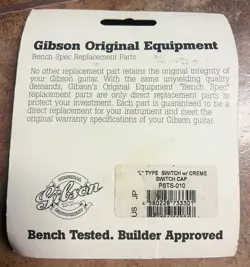 Gibson Original Equipment
Bench Spec Replacement Parts
No other replacement part retains the original integrity
of your Gibson guitar. With the same unyielding quality
demands, Gibson's Original Equipment "Bench Spec"
replacement parts are only direct replacement parts to
protect your investment. Each part is guaranteed to be a
direct replacement for your instrument and meet the
original warranty specifications of your Gibson guitar.
"L" TYPE SWITCH w/ CREME
SWITCH CAP
PSTS-010
US JP
Gibson
Bench Tested. Builder Approved